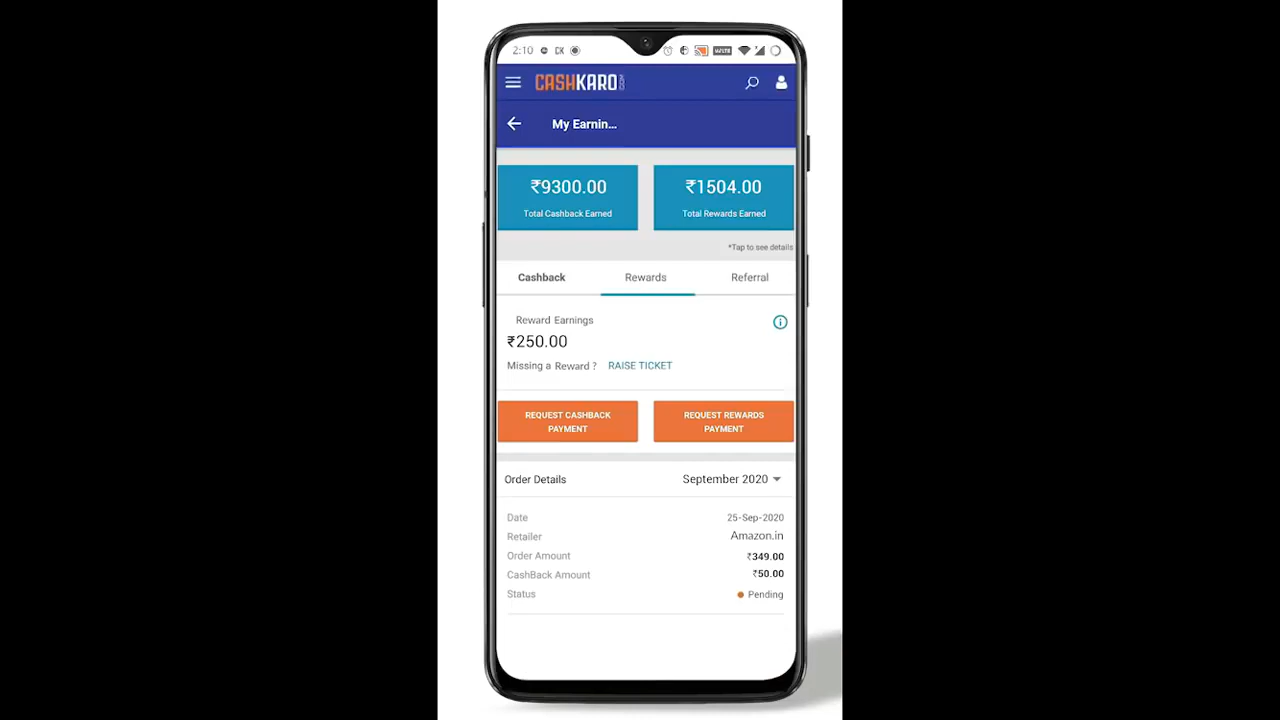 2:10 CK VoLTE
CASHKARO.COM
My Earnin...
₹9300.00 ₹1504.00
Total Cashback Earned Total Rewards Earned
*Tap to see details
Cashback Rewards Referral
Reward Earnings
₹250.00
Missing a Reward ? RAISE TICKET
REQUEST CASHBACK PAYMENT
REQUEST REWARDS PAYMENT
Order Details September 2020
Date 25-Sep-2020
Retailer Amazon.in
Order Amount ₹349.00
CashBack Amount ₹50.00
Status Pending